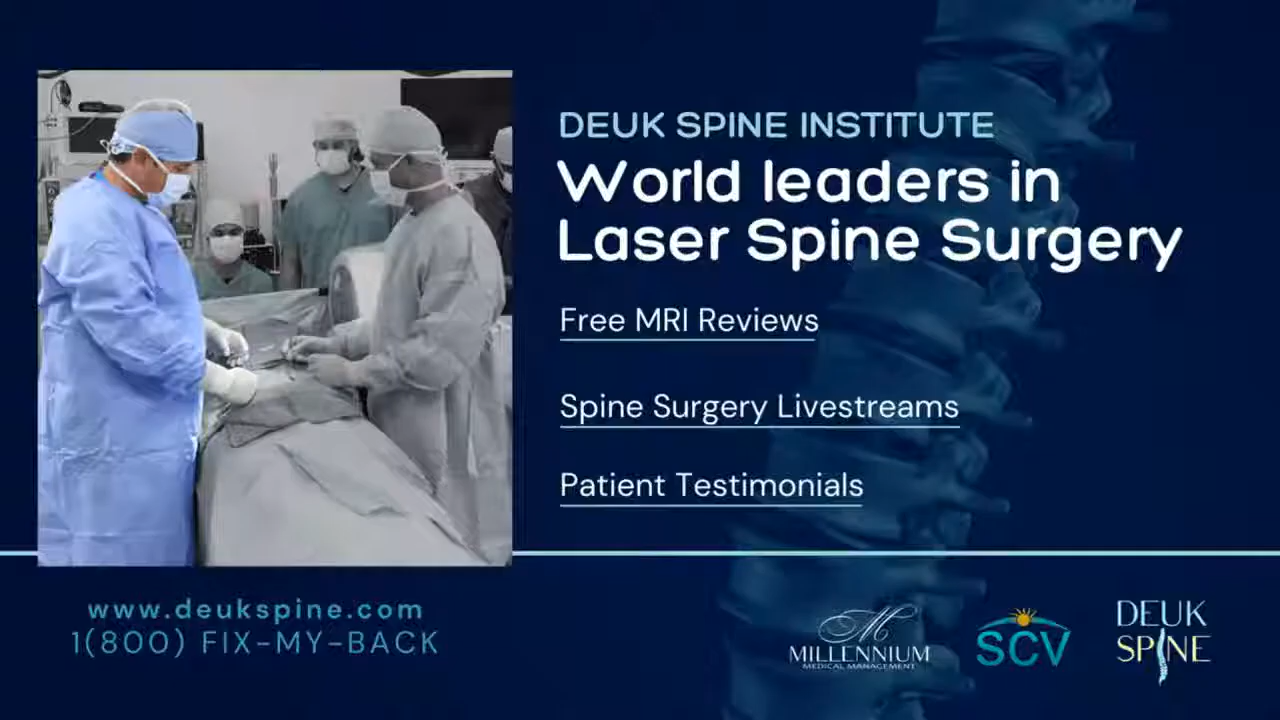 DEUK SPINE INSTITUTE
World leaders in
Laser Spine Surgery
Free MRI Reviews
Spine Surgery Livestreams
Patient Testimonials
www.deukspine.com
1(800) FIX-MY-BACK
M
MILLENNIUM
MEDICAL MANAGEMENT
SCV
DEUK
SPINE